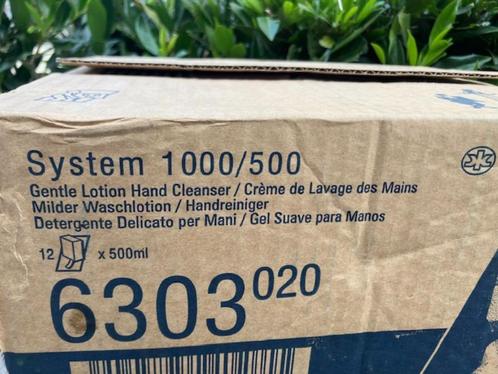 System 1000/500
Gentle Lotion Hand Cleanser / Crème de Lavage des Mains
Milder Waschlotion / Handreiniger
Detergente Delicato per Mani / Gel Suave para Manos
12 x 500ml
6303 020